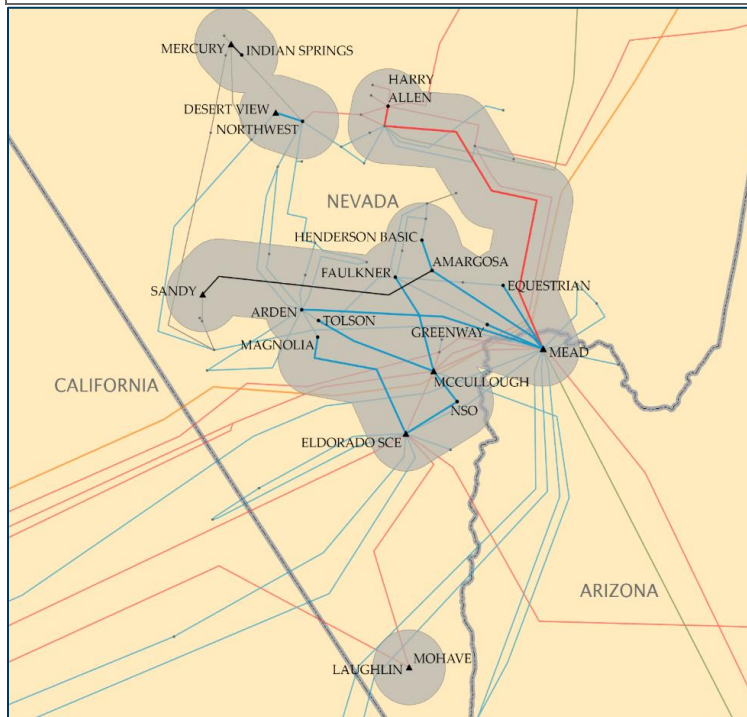 MERCURY
INDIAN SPRINGS
DESERT VIEW
NORTHWEST
HARRY
ALLEN
NEVADA
HENDERSON BASIC
AMARGOSA
FAULKNER
EQUESTRIAN
SANDY
ARDEN
TOLSON
GREENWAY
MAGNOLIA
MEAD
CALIFORNIA
MCCULLOUGH
NSO
ELDORADO SCE
ARIZONA
MOHAVE
LAUGHLIN